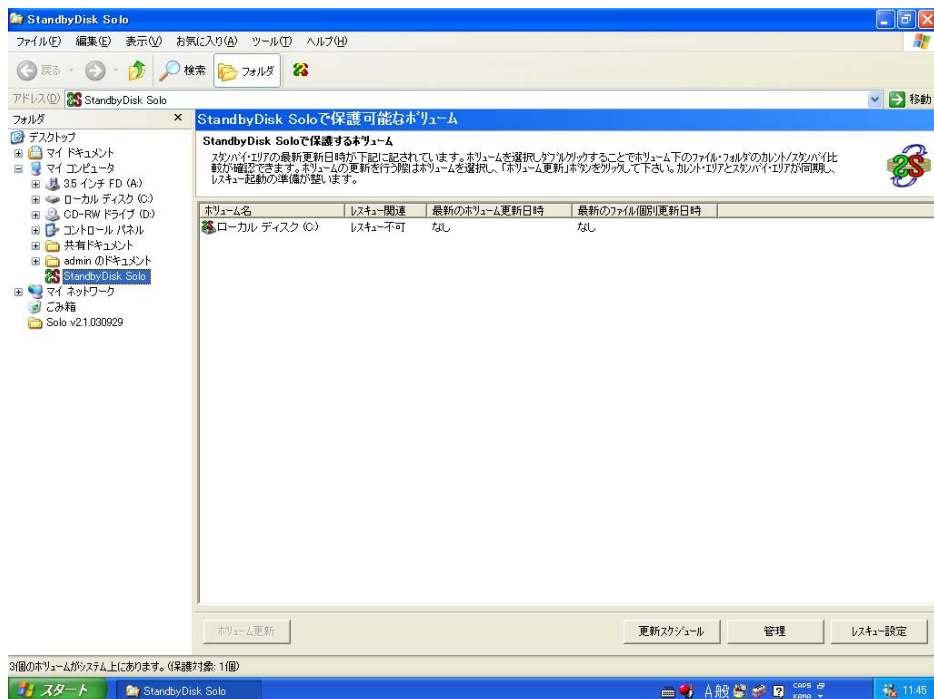 StandbyDisk Solo
ファイル(F) 編集(E) 表示(V) お気に入り(A) ツール(T) ヘルプ(H)
戻る 検索 フォルダ
アドレス(D) StandbyDisk Solo 移動
フォルダ ×
デスクトップ
マイ ドキュメント
マイ コンピュータ
3.5 インチ FD (A:)
ローカル ディスク (C:)
CD-RW ドライブ (D:)
コントロール パネル
共有ドキュメント
admin のドキュメント
StandbyDisk Solo
マイ ネットワーク
ごみ箱
Solo v2.1.030929
StandbyDisk Soloで保護可能なボリューム
StandbyDisk Soloで保護するボリューム
スタンバイ・エリアの最新更新日時が下記に記されています。ボリュームを選択しダブルクリックすることでボリューム下のファイル・フォルダのカレント/スタンバイ比
較が確認できます。ボリュームの更新を行う際はボリュームを選択し、「ボリューム更新」ボタンをクリックして下さい。カレント・エリアとスタンバイ・エリアが同期し、
レスキュー起動の準備が整います。
ボリューム名 レスキュー関連 最新のボリューム更新日時 最新のファイル個別更新日時
ローカル ディスク (C:) レスキュー不可 なし なし
ボリューム更新 更新スケジュール 管理 レスキュー設定
3個のボリュームがシステム上にあります。(保護対象: 1個)
スタート StandbyDisk Solo A 般 CAPS KANA 11:45